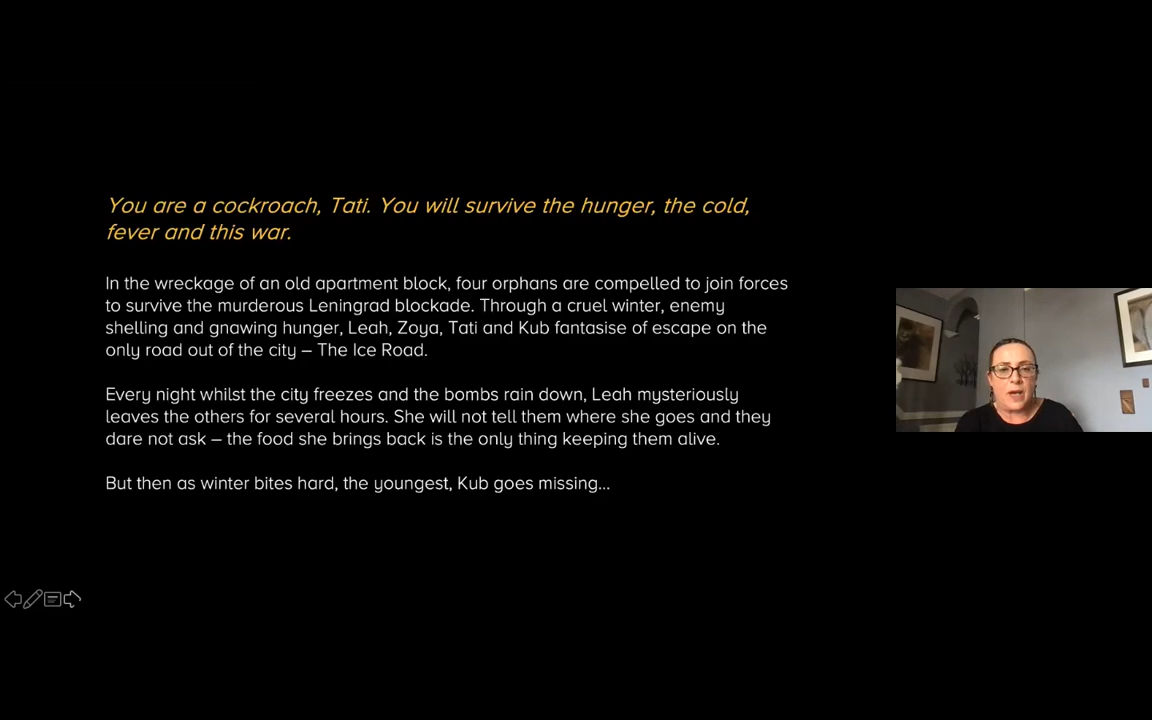 You are a cockroach, Tati. You will survive the hunger, the cold,
fever and this war.
In the wreckage of an old apartment block, four orphans are compelled to join forces
to survive the murderous Leningrad blockade. Through a cruel winter, enemy
shelling and gnawing hunger, Leah, Zoya, Tati and Kub fantasise of escape on the
only road out of the city – The Ice Road.
Every night whilst the city freezes and the bombs rain down, Leah mysteriously
leaves the others for several hours. She will not tell them where she goes and they
dare not ask – the food she brings back is the only thing keeping them alive.
But then as winter bites hard, the youngest, Kub goes missing...